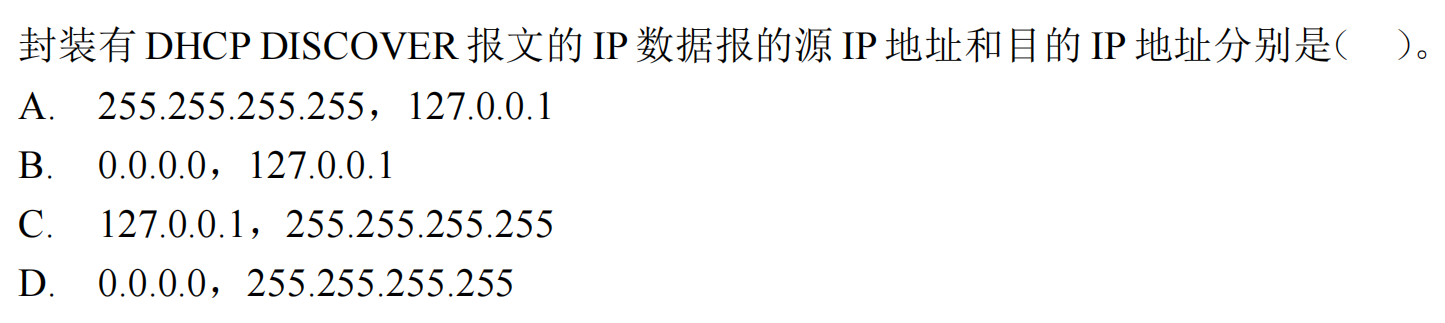 封装有 DHCP DISCOVER 报文的 IP 数据报的源 IP 地址和目的 IP 地址分别是(　)。
A. 255.255.255.255，127.0.0.1
B. 0.0.0.0，127.0.0.1
C. 127.0.0.1，255.255.255.255
D. 0.0.0.0，255.255.255.255